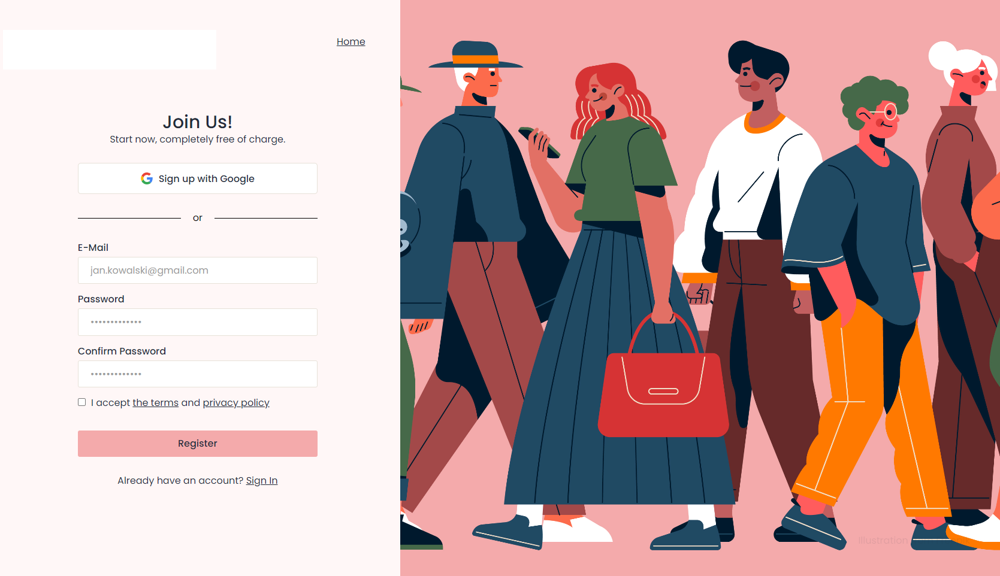 Home
Join Us!
Start now, completely free of charge.
Sign up with Google
or
E-Mail
jan.kowalski@gmail.com
Password
•••••••••••••
Confirm Password
•••••••••••••
I accept the terms and privacy policy
Register
Already have an account? Sign In
Illustration